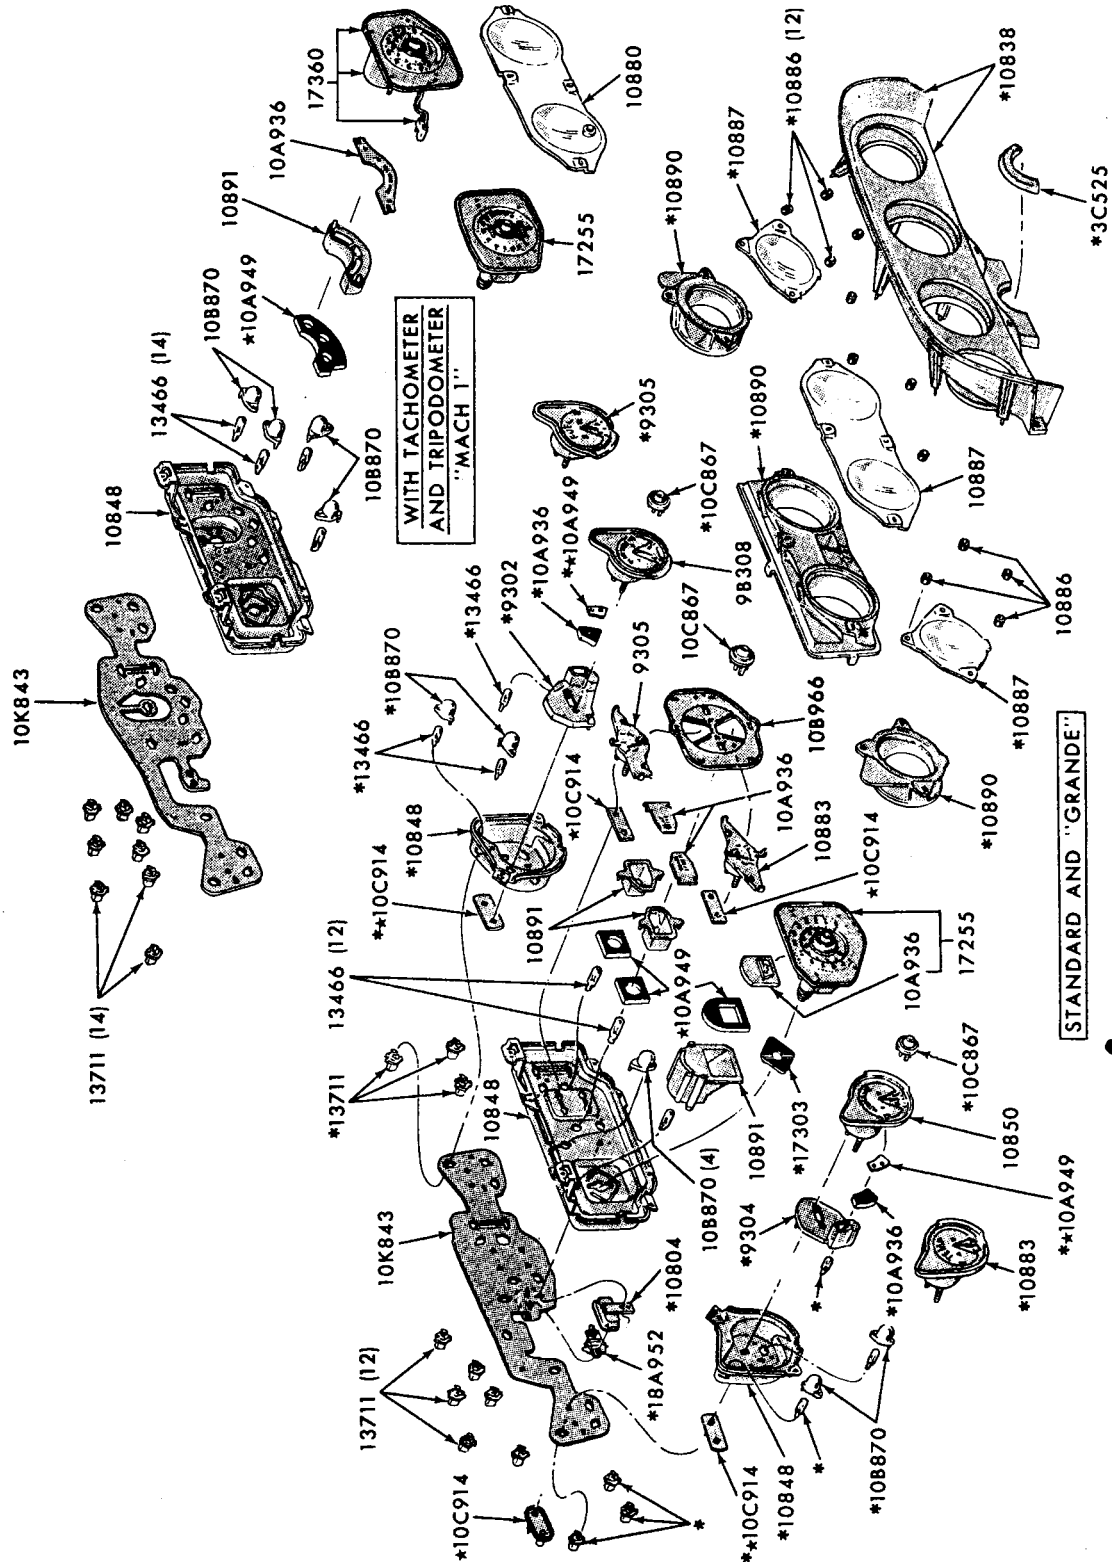 10K843
10848
13466 (14)
10B870
*10A949
10891
10A936
17360
13711 (14)
10B870
WITH TACHOMETER
AND TRIPODOMETER
"MACH 1"
17255
10880
*13711
13466 (12)
**10C914
*10848
*13466
*10B870
*13466
*9302
*10A936
**10A949
*9305
*10890
*10887
*10886 (12)
10K843
10848
10891
*10C914
9305
10C867
9B308
*10C867
*10838
13711 (12)
*10A949
10A936
10883
*10C914
10B966
*10890
10887
*3C525
*10C914
*18A952
*10804
10B870 (4)
10891
*17303
10A936
17255
10886
*10887
*10890
*
**10C914
*10848
*
*10B870
*9304
*
*10A936
*10883
**10A949
10850
*10C867
STANDARD AND "GRANDE"